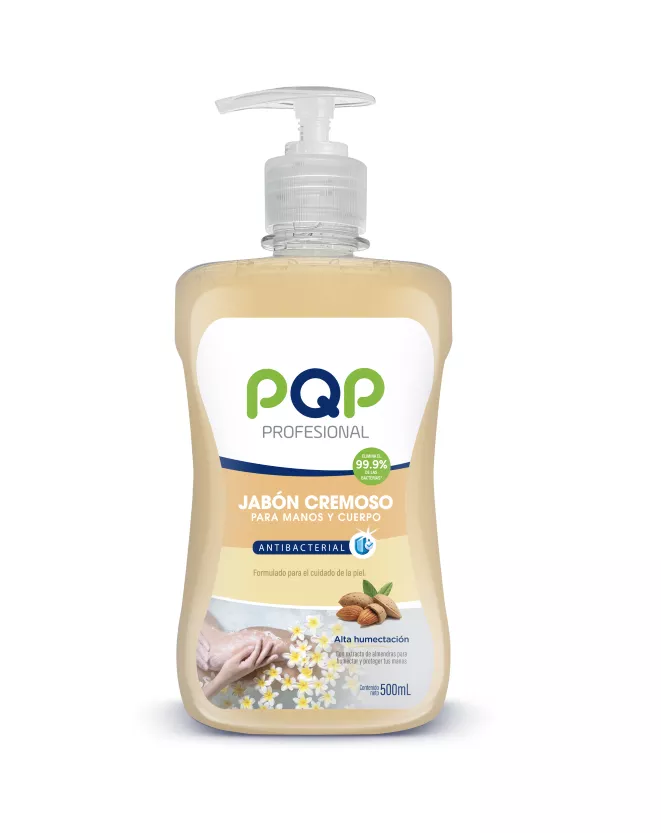 PQP
PROFESIONAL
ELIMINA EL
99.9%
DE LAS
BACTERIAS*
JABÓN CREMOSO
PARA MANOS Y CUERPO
ANTIBACTERIAL
Formulado para el cuidado de la piel.
Alta humectación
Con extracto de almendras para
humectar y proteger tus manos
Contenido
neto 500mL